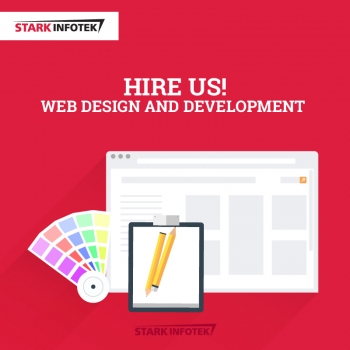 STARK INFOTEK
HIRE US!
WEB DESIGN AND DEVELOPMENT
STARK INFOTEK